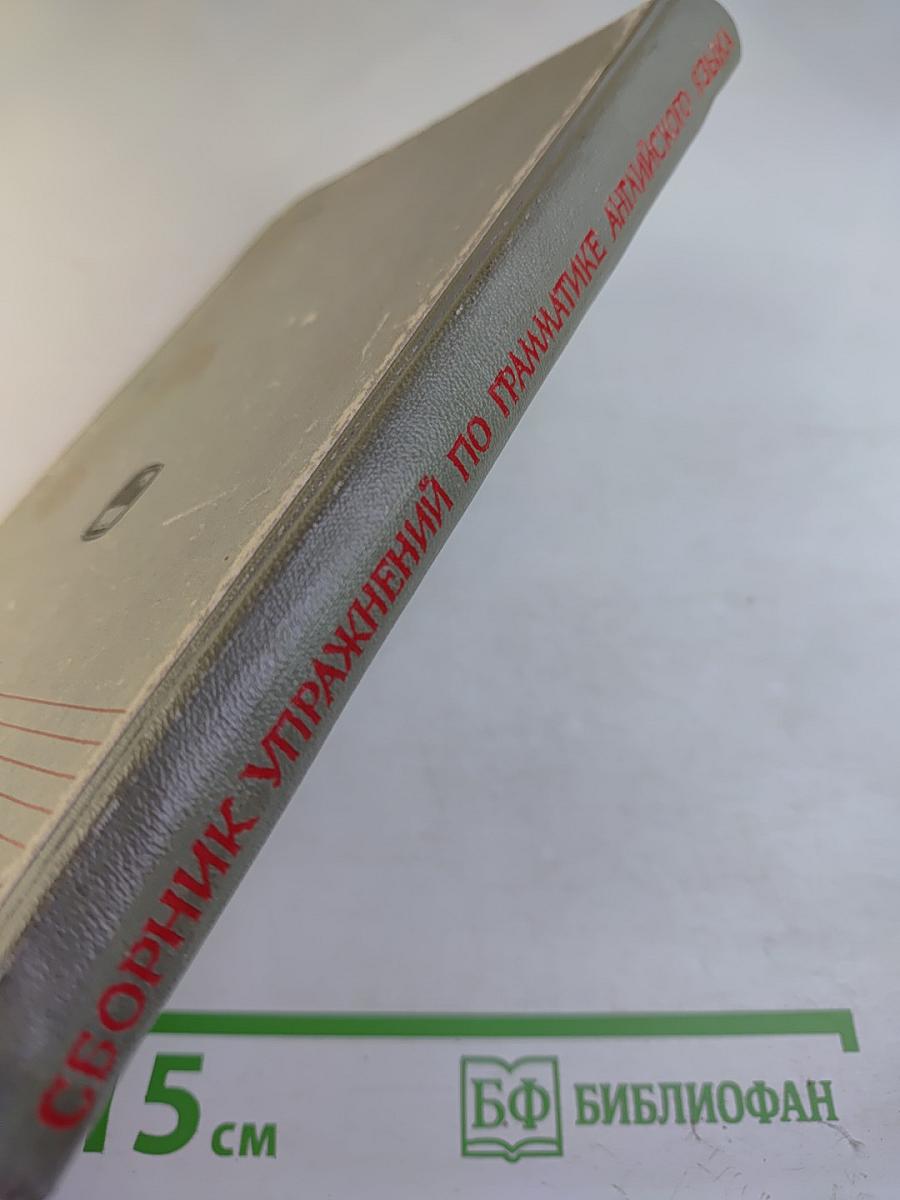 СБОРНИК УПРАЖНЕНИЙ ПО ГРАММАТИКЕ АНГЛИЙСКОГО ЯЗЫКА
15 см
БФ БИБЛИОФАН